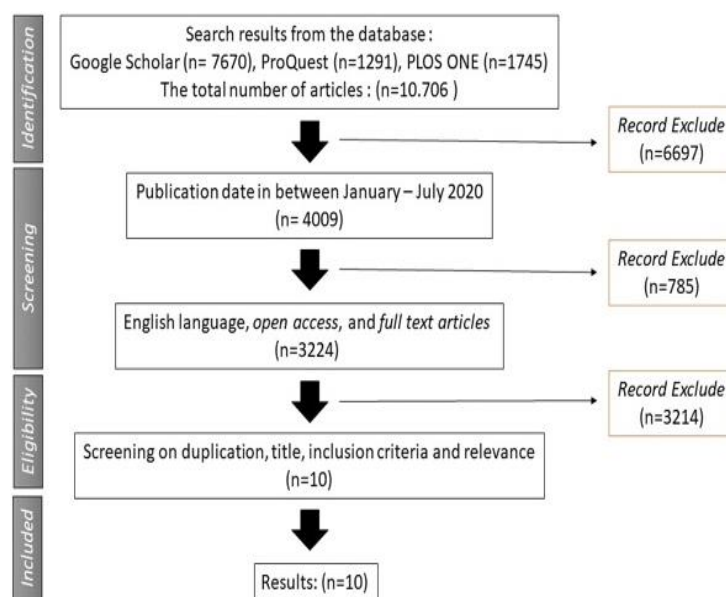 Identification
Search results from the database :
Google Scholar (n= 7670), ProQuest (n=1291), PLOS ONE (n=1745)
The total number of articles : (n=10.706 )
Record Exclude
(n=6697)
Screening
Publication date in between January – July 2020
(n= 4009)
Record Exclude
(n=785)
English language, open access, and full text articles
(n=3224)
Record Exclude
(n=3214)
Eligibility
Screening on duplication, title, inclusion criteria and relevance
(n=10)
Included
Results: (n=10)